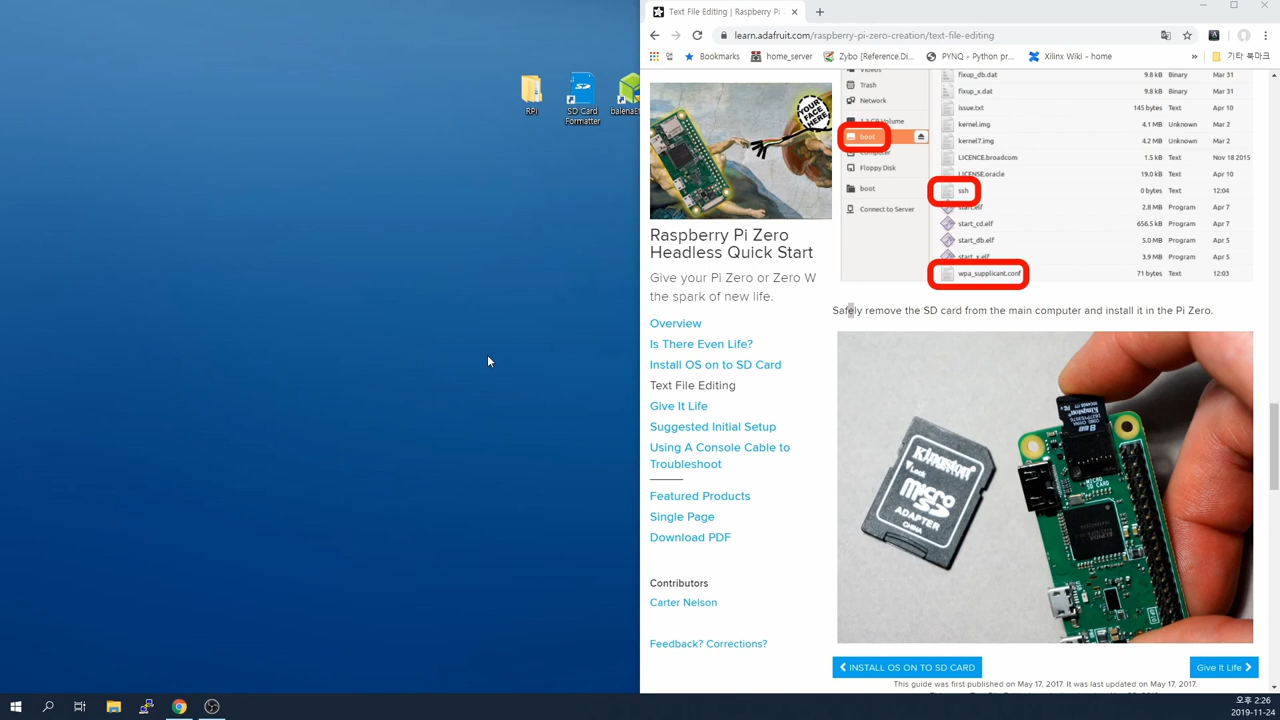 RPI
SD Card
Formatter
Text File Editing | Raspberry Pi
learn.adafruit.com/raspberry-pi-zero-creation/text-file-editing
앱
Bookmarks
home_server
Zybo [Reference.Di...
PYNQ - Python pr...
Xilinx Wiki - home
»
기타 북마크
YOUR
FACE
HERE!
Raspberry Pi Zero
Headless Quick Start
Give your Pi Zero or Zero W
the spark of new life.
Overview
Is There Even Life?
Install OS on to SD Card
Text File Editing
Give It Life
Suggested Initial Setup
Using A Console Cable to
Troubleshoot
Featured Products
Single Page
Download PDF
Contributors
Carter Nelson
Feedback? Corrections?
Videos
Trash
Network
boot
Computer
Floppy Disk
boot
Connect to Server
fixup_db.dat 9.8 kB Binary Mar 31
fixup_x.dat 9.8 kB Binary Mar 31
issue.txt 145 bytes Text Apr 10
kernel.img 4.1 MB Unknown Mar 2
kernel7.img 4.2 MB Unknown Mar 2
LICENCE.broadcom 1.5 kB Text Nov 18 2015
LICENSE.oracle 19.0 kB Text Apr 10
ssh 0 bytes Text 12:04
start.elf 2.8 MB Program Apr 7
start_cd.elf 656.5 kB Program Apr 7
start_db.elf 5.0 MB Program Apr 5
start_x.elf 3.9 MB Program Apr 5
wpa_supplicant.conf 71 bytes Text 12:03
Safely remove the SD card from the main computer and install it in the Pi Zero.
Kingston
Lock
micro
SD
ADAPTER
CHINA
MICRO
SD CARD
INSTALL OS ON TO SD CARD
Give It Life
This guide was first published on May 17, 2017. It was last updated on May 17, 2017.
오후 2:26
2019-11-24